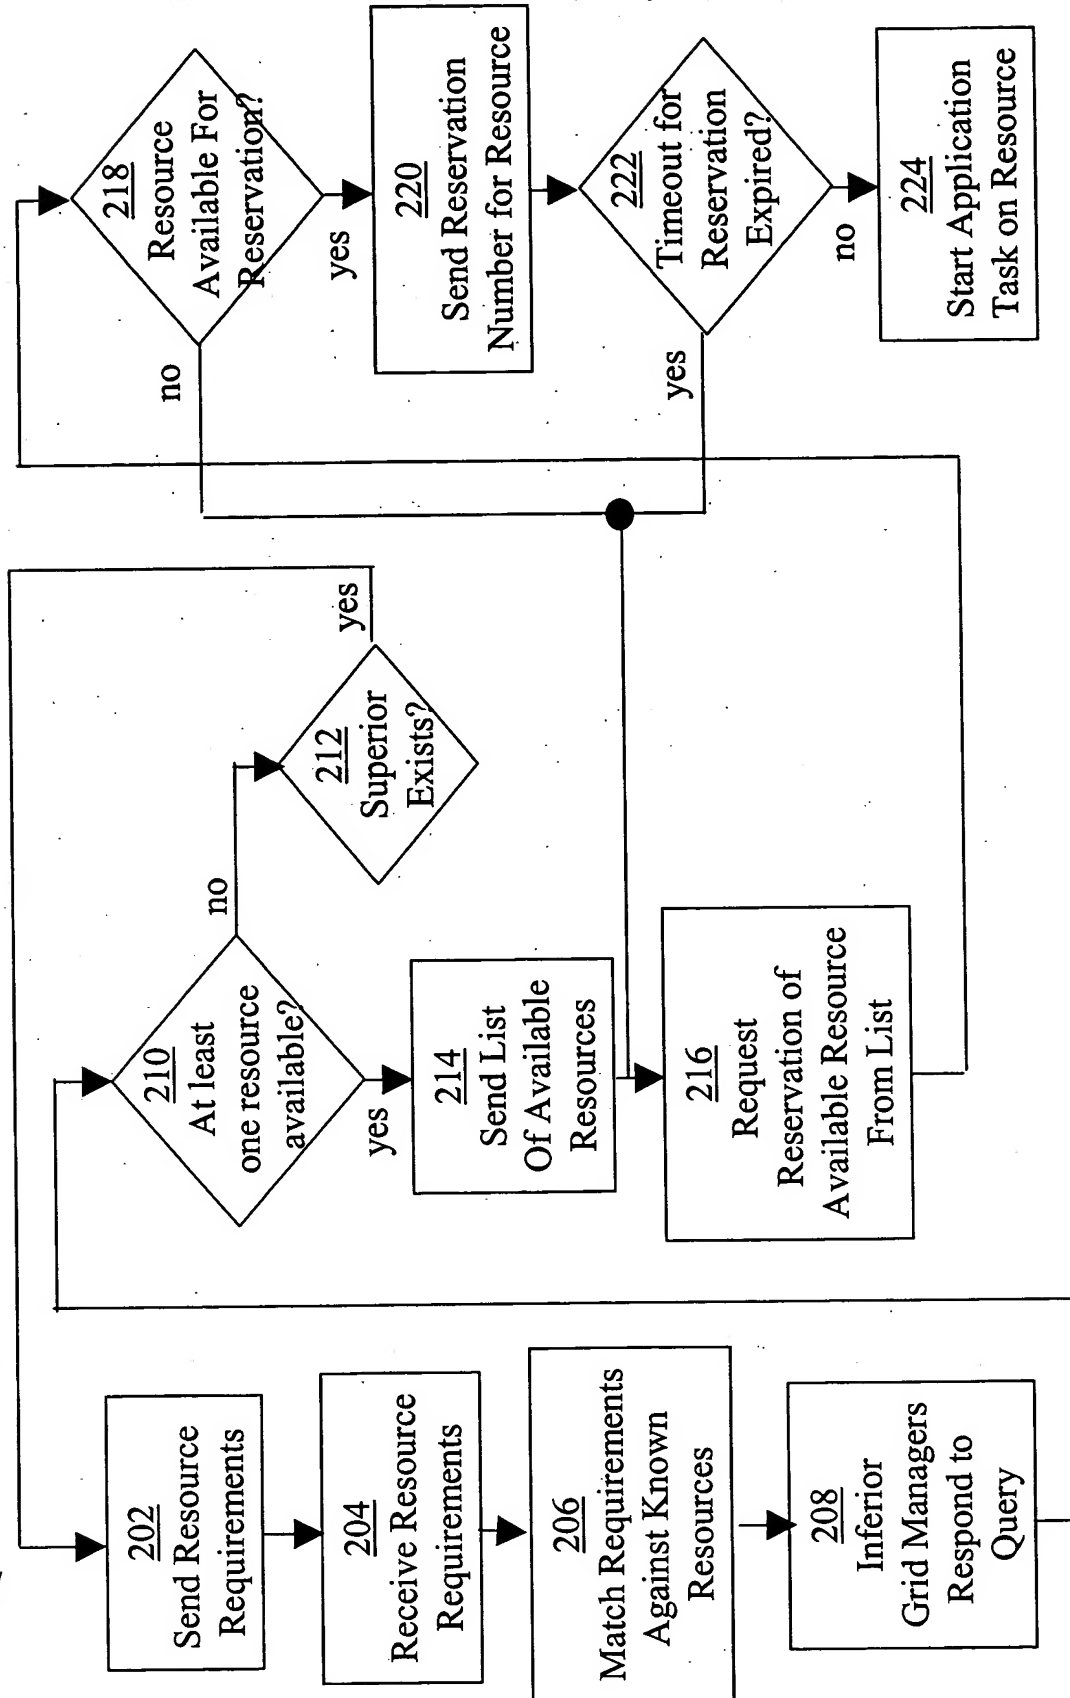 202
Send Resource
Requirements
204
Receive Resource
Requirements
206
Match Requirements
Against Known
Resources
208
Inferior
Grid Managers
Respond to
Query
210
At least
one resource
available?
no
yes
212
Superior
Exists?
yes
214
Send List
Of Available
Resources
216
Request
Reservation of
Available Resource
From List
218
Resource
Available For
Reservation?
no
yes
220
Send Reservation
Number for Resource
222
Timeout for
Reservation
Expired?
yes
no
224
Start Application
Task on Resource